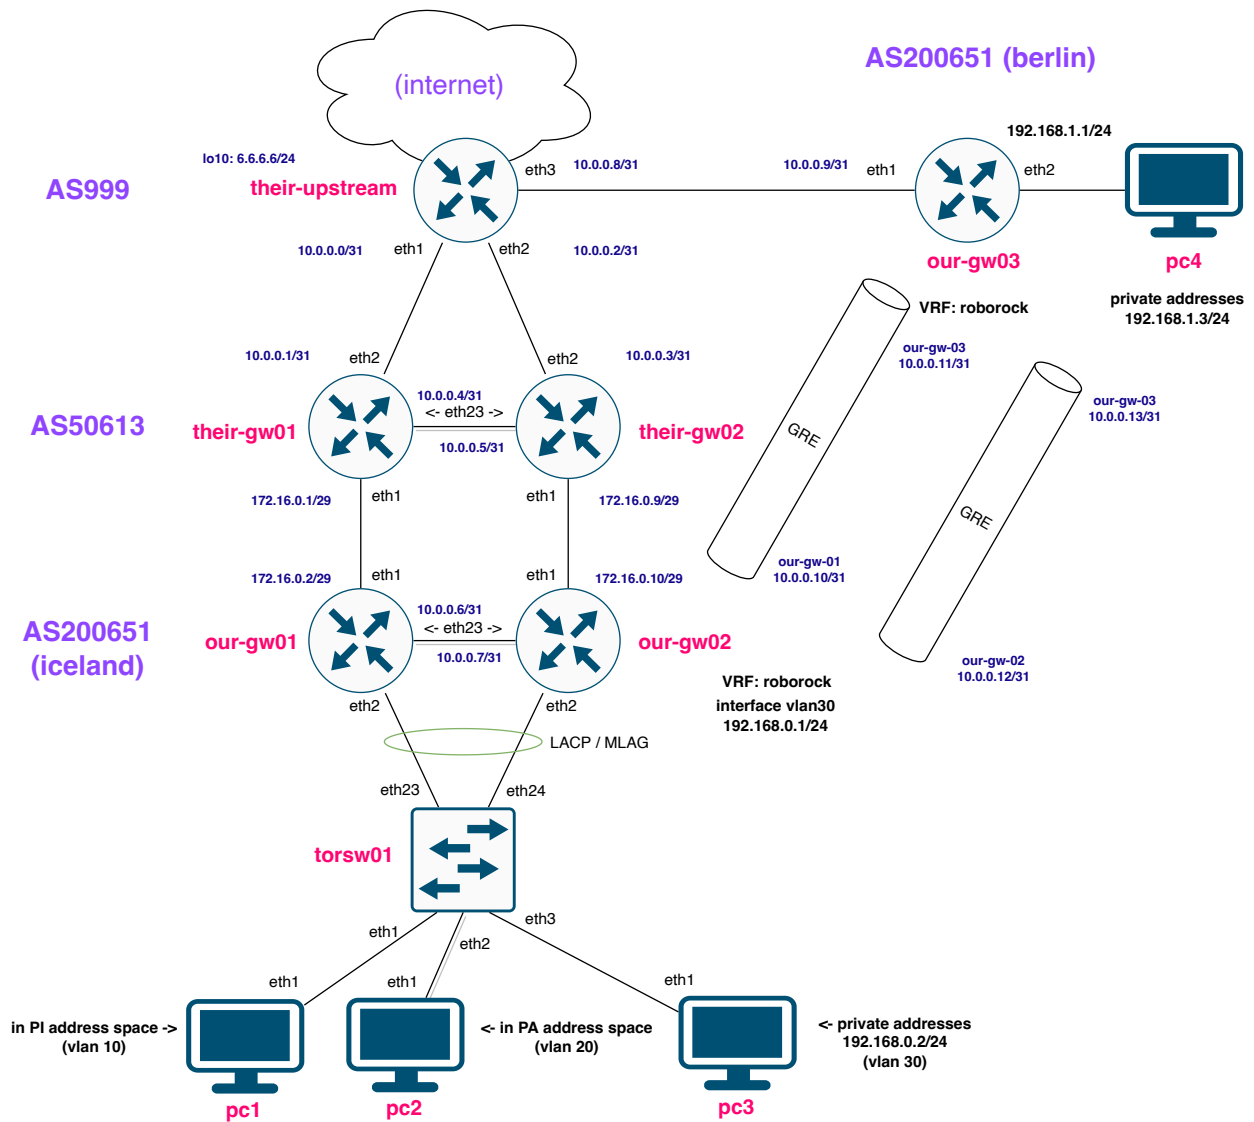 AS200651 (berlin)
(internet)
192.168.1.1/24
lo10: 6.6.6.6/24
eth3
10.0.0.8/31
10.0.0.9/31
eth1
eth2
AS999
their-upstream
10.0.0.0/31
eth1
eth2
10.0.0.2/31
our-gw03
pc4
private addresses
192.168.1.3/24
VRF: roborock
our-gw-03
10.0.0.11/31
10.0.0.1/31
eth2
eth2
10.0.0.3/31
10.0.0.4/31
<- eth23 ->
10.0.0.5/31
our-gw-03
10.0.0.13/31
AS50613
their-gw01
their-gw02
GRE
GRE
172.16.0.1/29
eth1
eth1
172.16.0.9/29
our-gw-01
10.0.0.10/31
172.16.0.2/29
eth1
eth1
172.16.0.10/29
10.0.0.6/31
<- eth23 ->
10.0.0.7/31
AS200651
(iceland)
our-gw01
our-gw02
our-gw-02
10.0.0.12/31
VRF: roborock
interface vlan30
192.168.0.1/24
eth2
eth2
LACP / MLAG
eth23
eth24
torsw01
eth1
eth2
eth3
eth1
eth1
eth1
in PI address space ->
(vlan 10)
<- in PA address space
(vlan 20)
<- private addresses
192.168.0.2/24
(vlan 30)
pc1
pc2
pc3